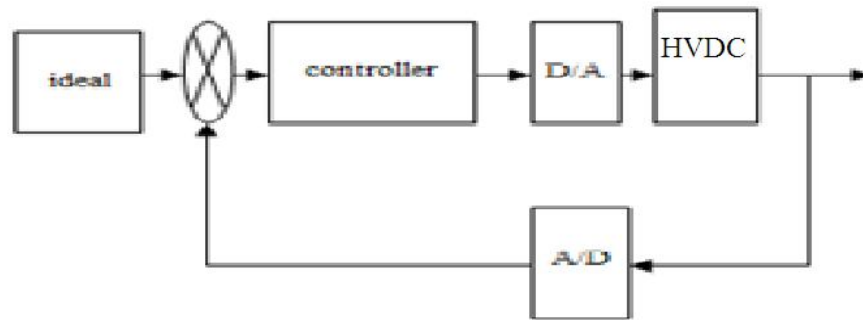 ideal
controller
D/A
HVDC
A/D